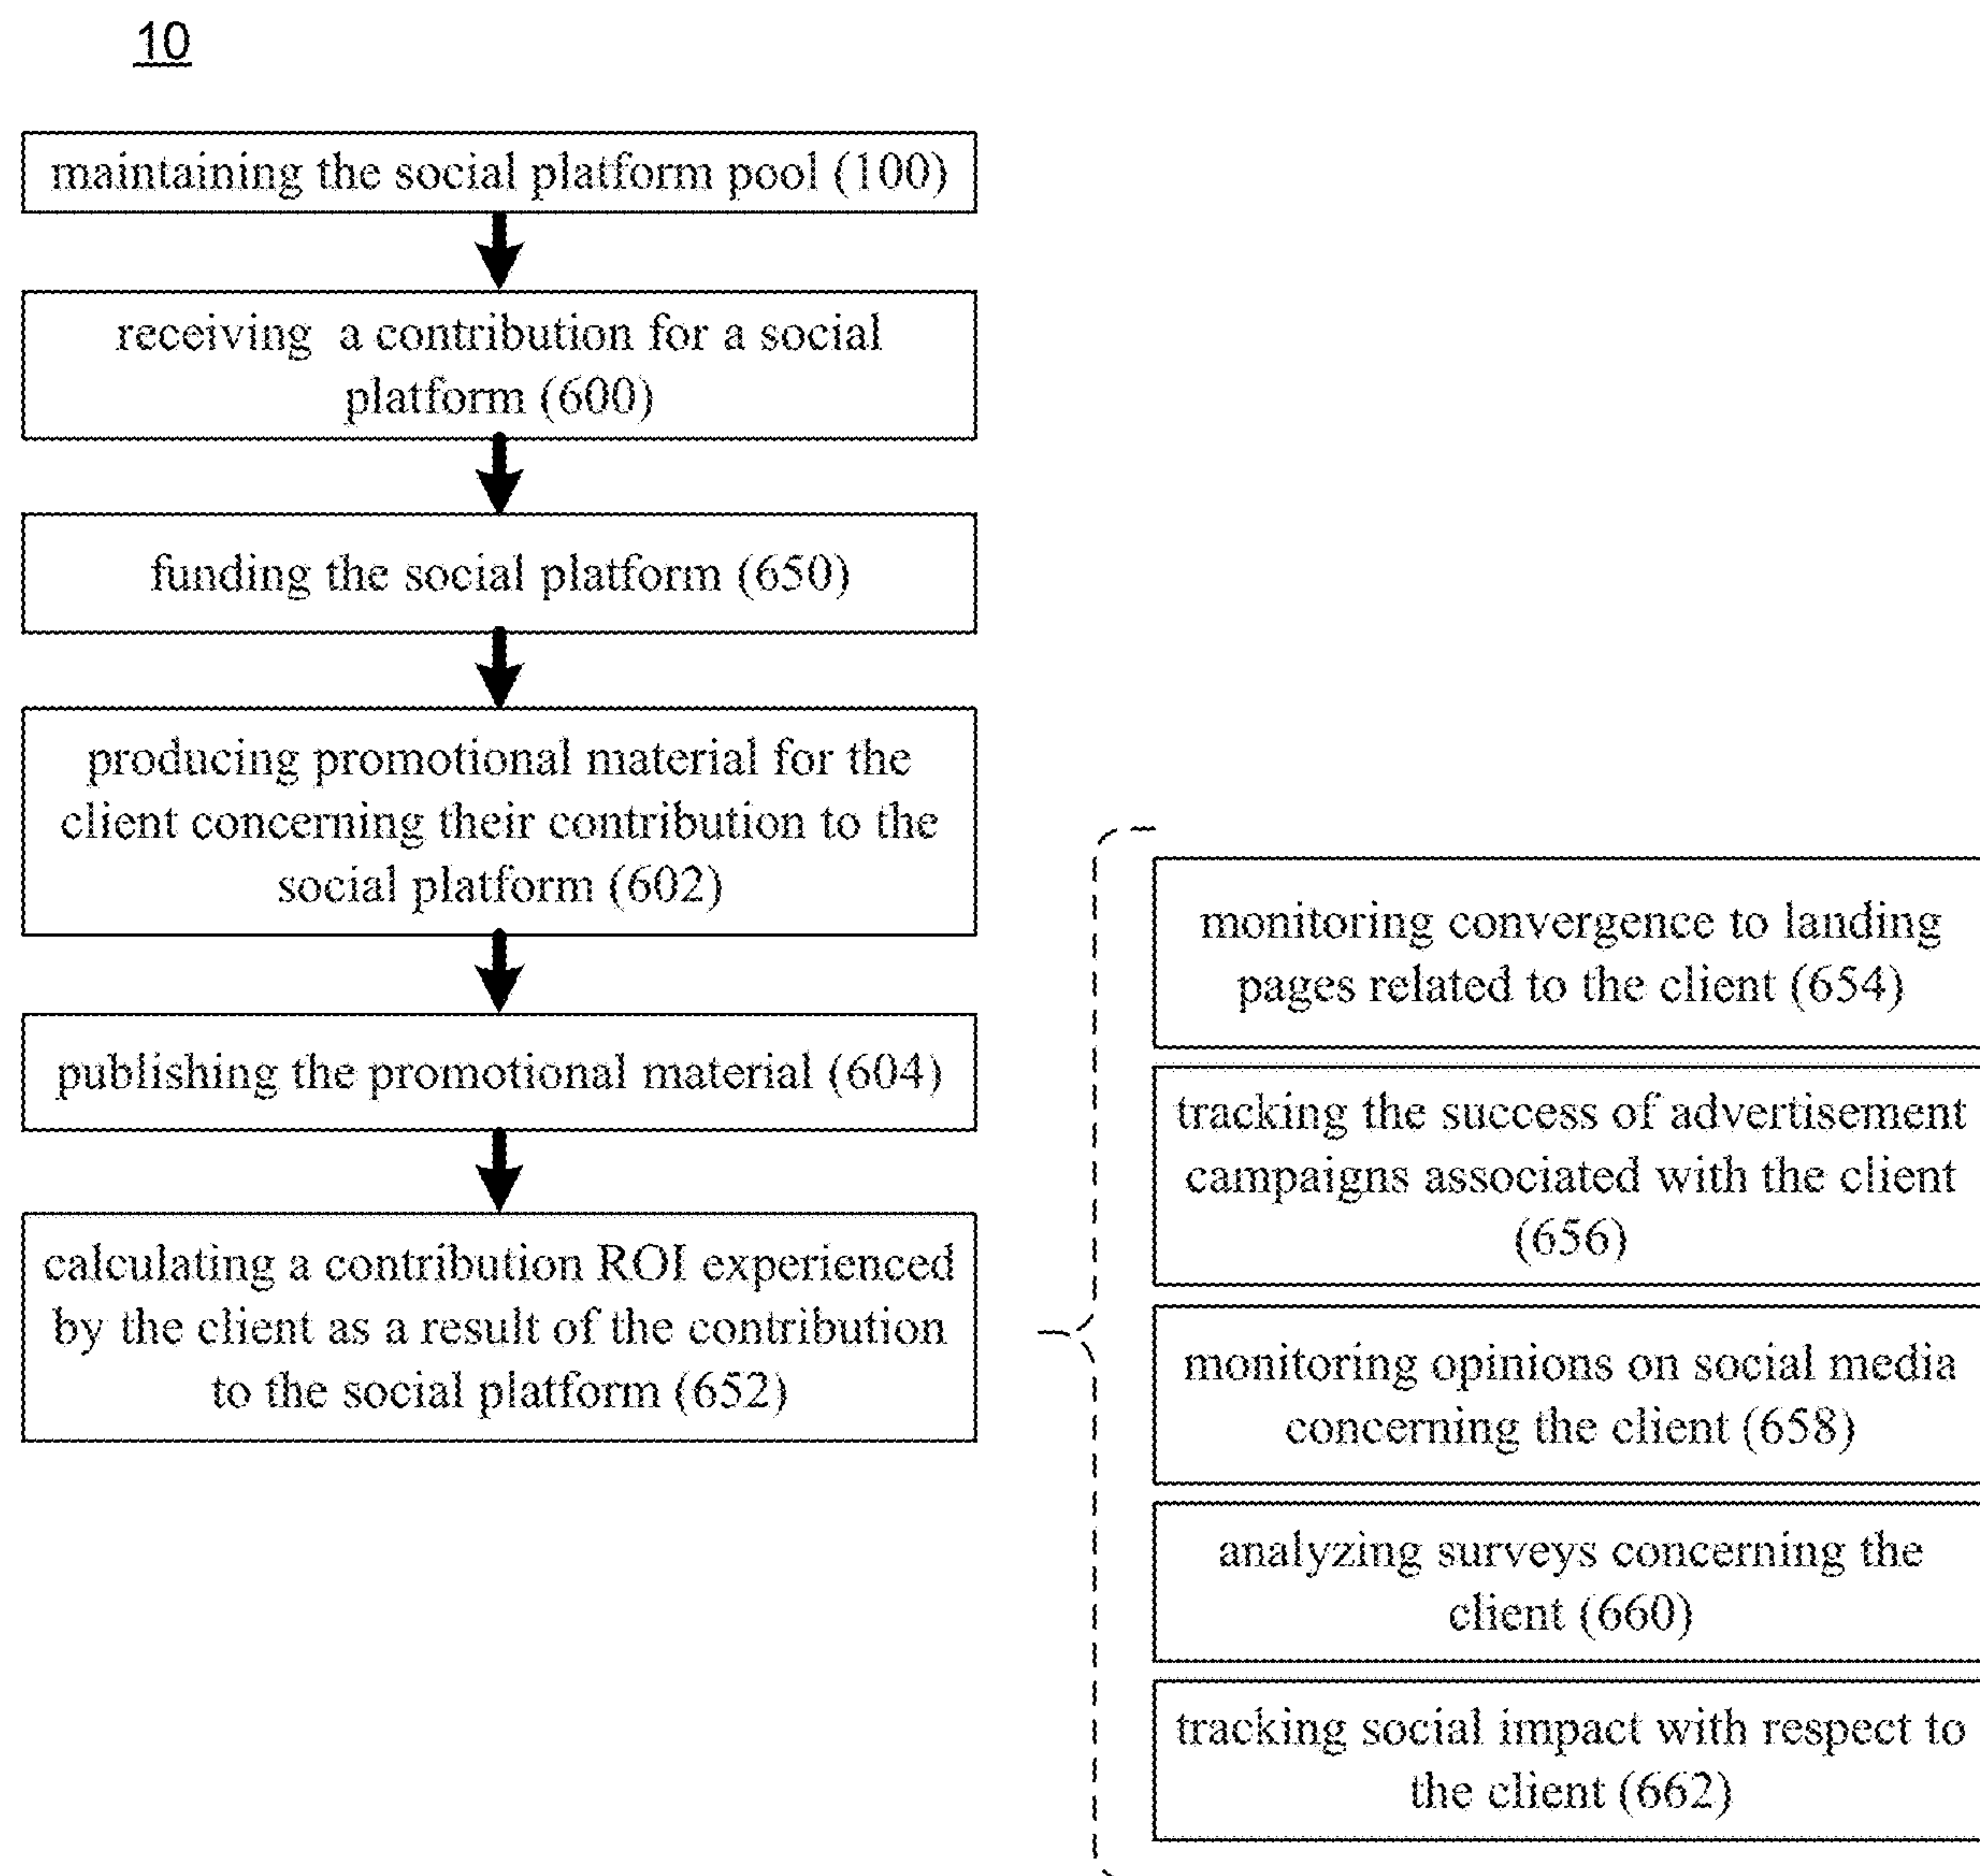 10
maintaining the social platform pool (100)
receiving a contribution for a social
platform (600)
funding the social platform (650)
producing promotional material for the
client concerning their contribution to the
social platform (602)
publishing the promotional material (604)
calculating a contribution ROI experienced
by the client as a result of the contribution
to the social platform (652)
monitoring convergence to landing
pages related to the client (654)
tracking the success of advertisement
campaigns associated with the client
(656)
monitoring opinions on social media
concerning the client (658)
analyzing surveys concerning the
client (660)
tracking social impact with respect to
the client (662)